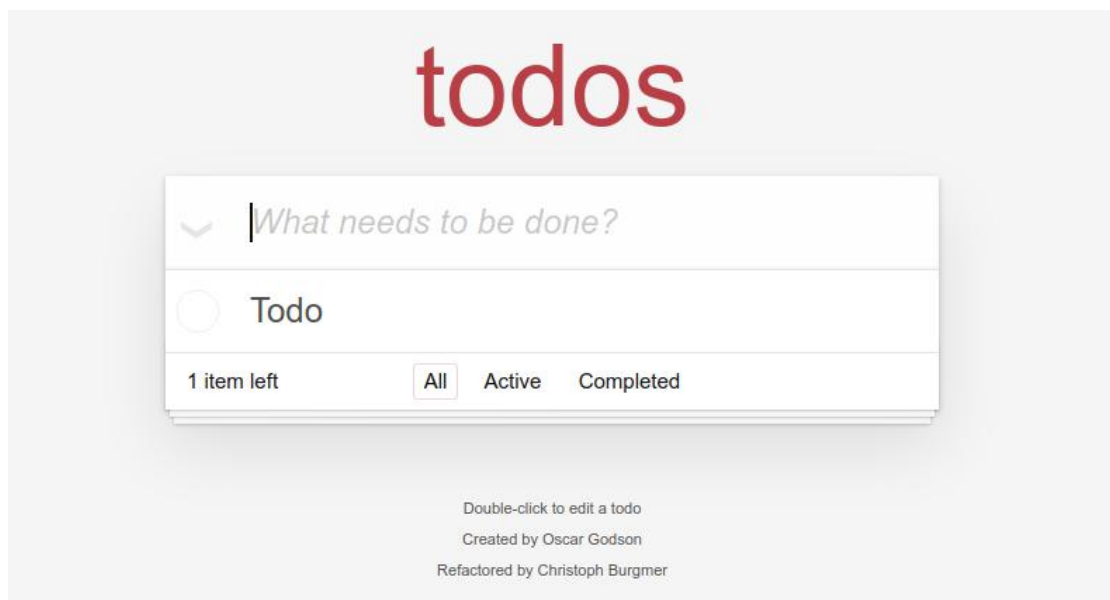 todos
What needs to be done?
Todo
1 item left All Active Completed
Double-click to edit a todo
Created by Oscar Godson
Refactored by Christoph Burgmer